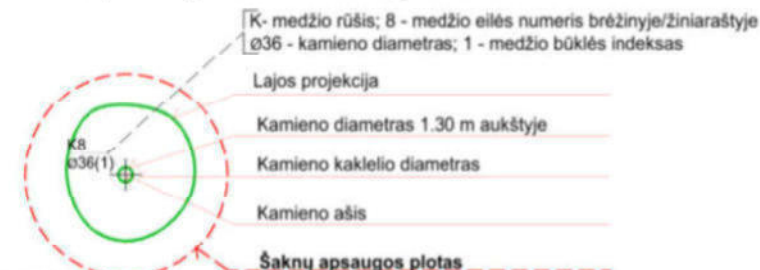 K- medžio rūšis; 8 - medžio eilės numeris brėžinyje/žiniaraštyje
ø36 - kamieno diametras; 1 - medžio būklės indeksas
Lajos projekcija
Kamieno diametras 1.30 m aukštyje
K8
ø36(1)
Kamieno kaklelio diametras
Kamieno ašis
Šaknų apsaugos plotas